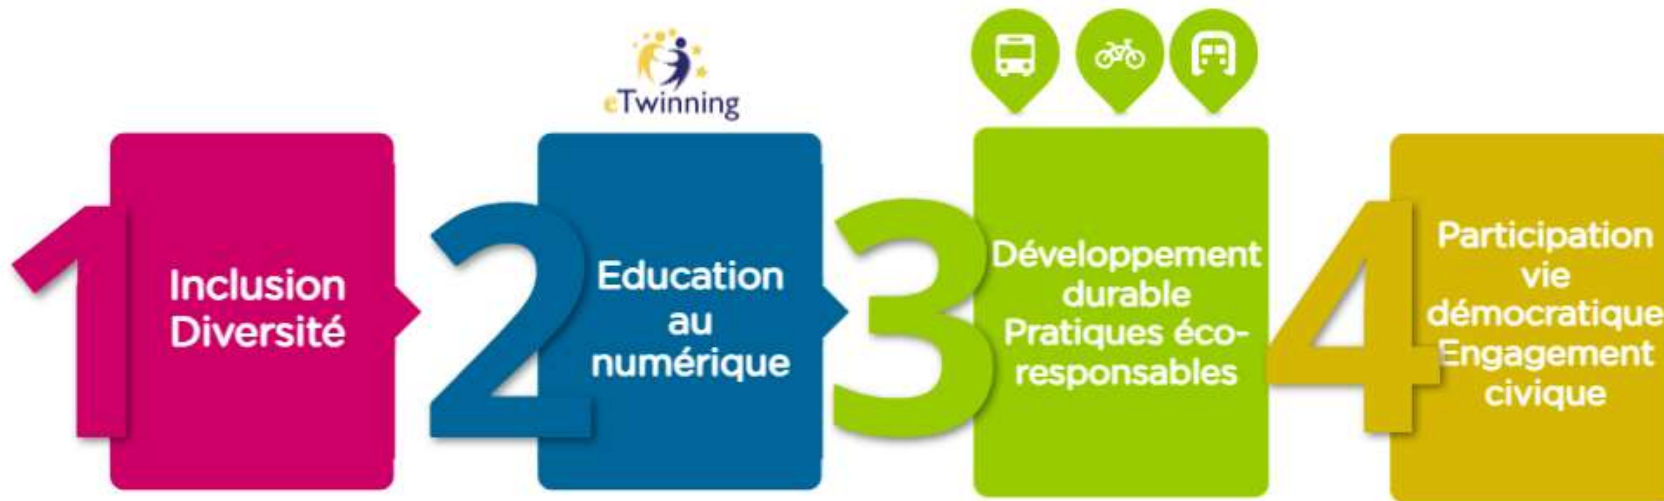 eTwinning
1
Inclusion
Diversité
2
Education
au
numérique
3
Développement
durable
Pratiques éco-
responsables
4
Participation
vie
démocratique
Engagement
civique